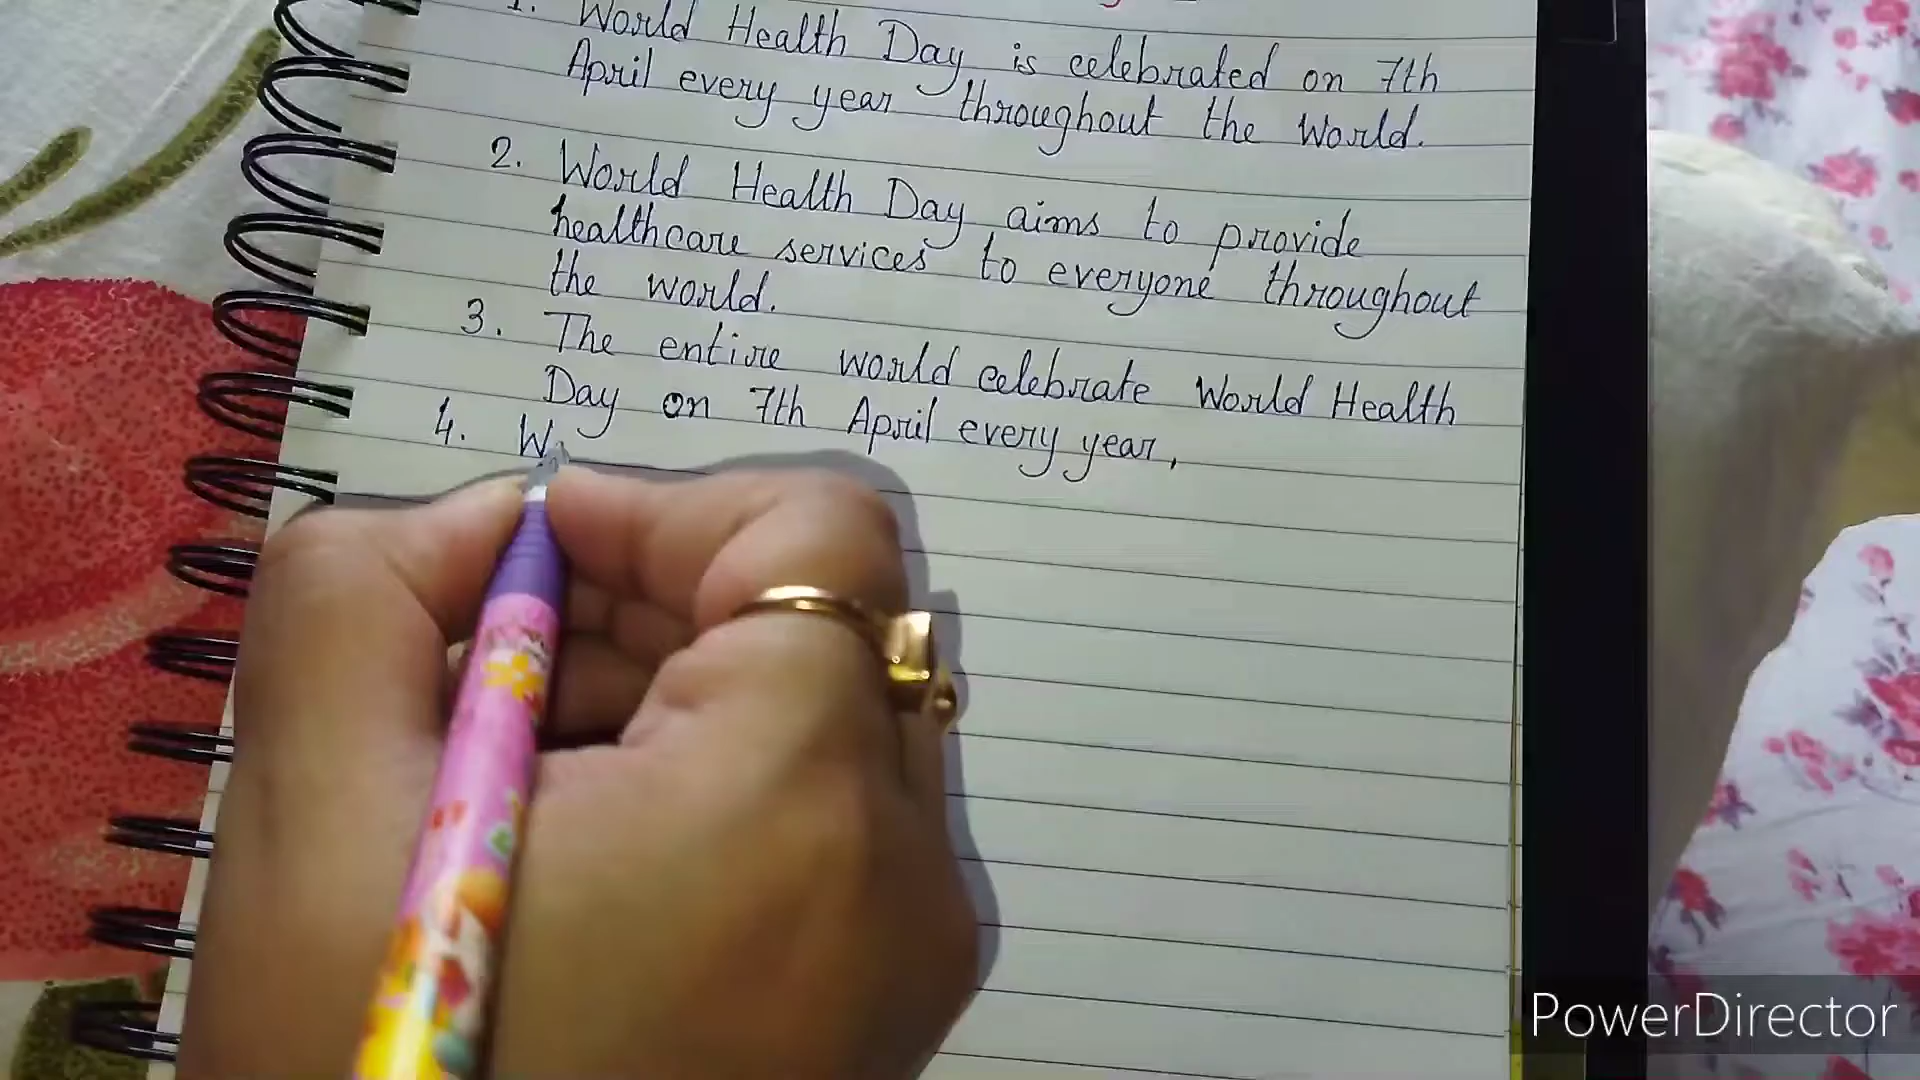 1. World Health Day is celebrated on 7th
April every year throughout the World.
2. World Health Day aims to provide
healthcare services to everyone throughout
the world.
3. The entire world celebrate World Health
Day on 7th April every year,
4. W
PowerDirector